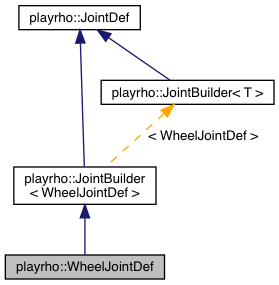 playrho::JointDef
playrho::JointBuilder< T >
< WheelJointDef >
playrho::JointBuilder
< WheelJointDef >
playrho::WheelJointDef